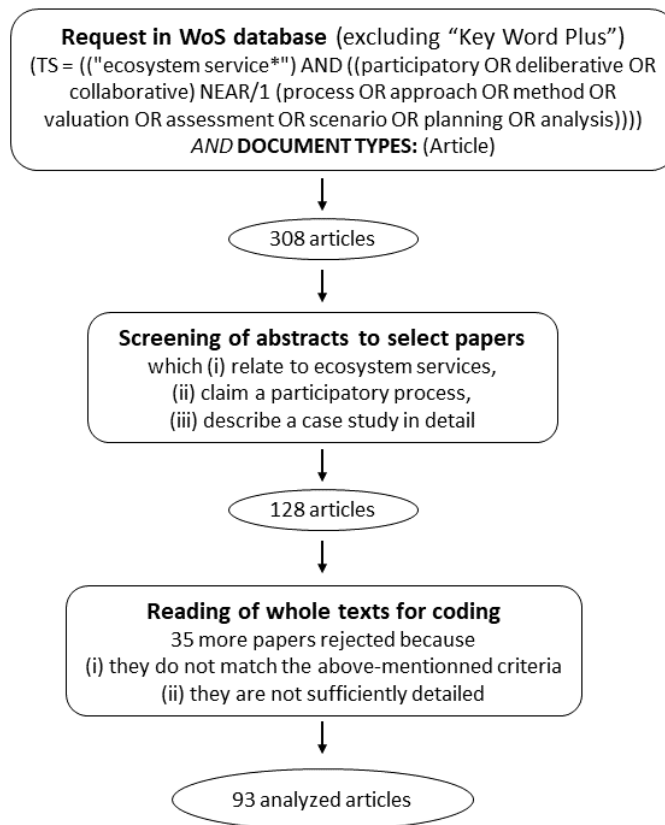 Request in WoS database (excluding “Key Word Plus”)
(TS = (("ecosystem service*") AND ((participatory OR deliberative OR
collaborative) NEAR/1 (process OR approach OR method OR
valuation OR assessment OR scenario OR planning OR analysis))))
AND DOCUMENT TYPES: (Article)
308 articles
Screening of abstracts to select papers
which (i) relate to ecosystem services,
(ii) claim a participatory process,
(iii) describe a case study in detail
128 articles
Reading of whole texts for coding
35 more papers rejected because
(i) they do not match the above-mentionned criteria
(ii) they are not sufficiently detailed
93 analyzed articles